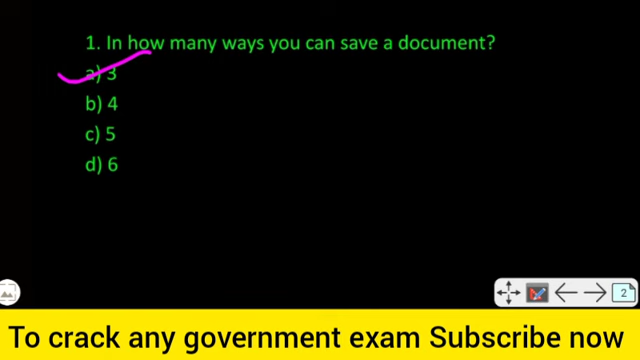 1. In how many ways you can save a document?
a) 3
b) 4
c) 5
d) 6
2
To crack any government exam Subscribe now